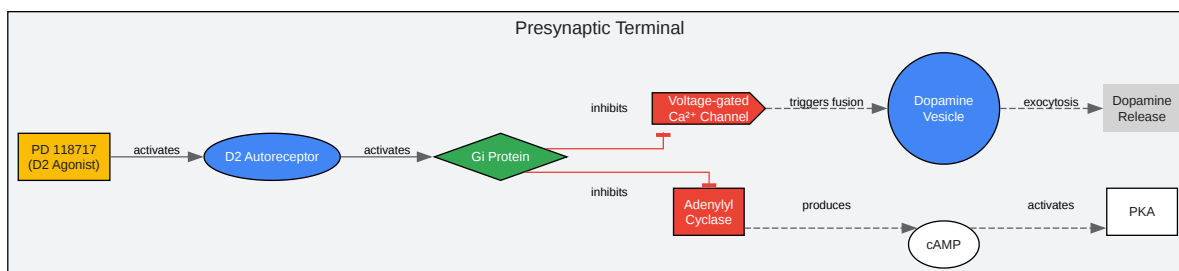 Presynaptic Terminal
PD 118717
(D2 Agonist)
activates
D2 Autoreceptor
activates
Gi Protein
inhibits
Voltage-gated
Ca²⁺ Channel
triggers fusion
Dopamine
Vesicle
exocytosis
Dopamine
Release
inhibits
Adenylyl
Cyclase
produces
cAMP
activates
PKA